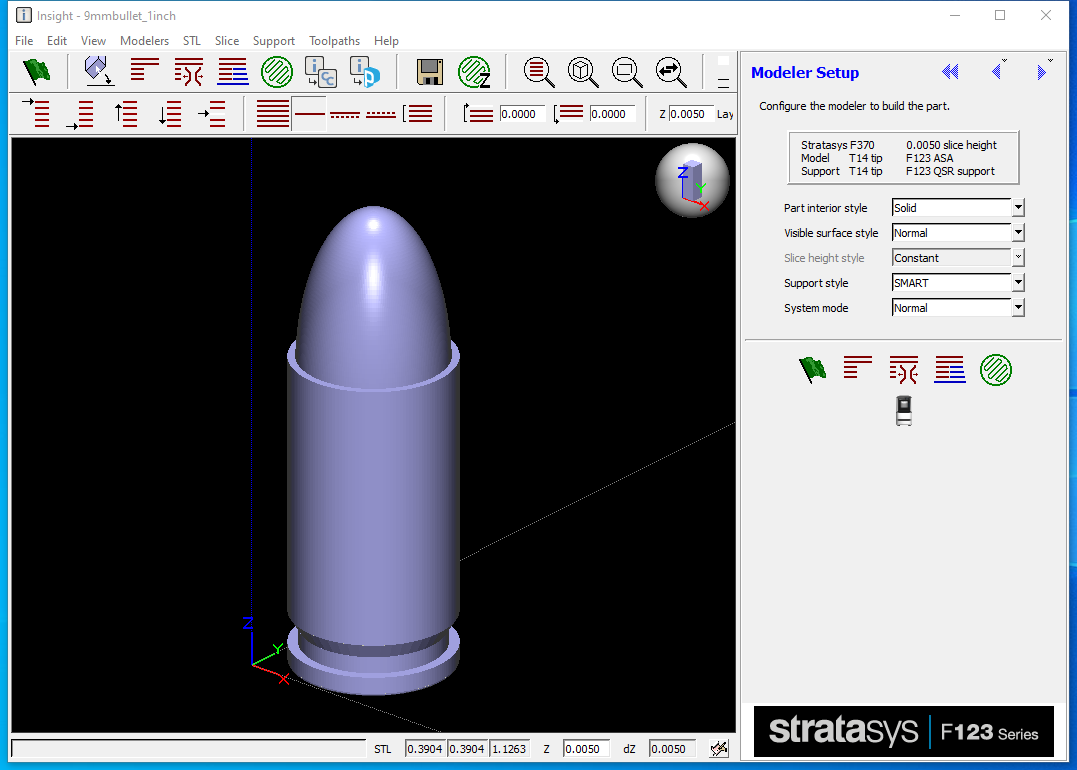 Insight - 9mmbullet_1inch
File Edit View Modelers STL Slice Support Toolpaths Help
0.0000 0.0000 Z 0.0050 Lay
Z Y X
Z Y X
STL 0.3904 0.3904 1.1263 Z 0.0050 dZ 0.0050
Modeler Setup
Configure the modeler to build the part.
Stratasys F370 0.0050 slice height
Model T14 tip F123 ASA
Support T14 tip F123 QSR support
Part interior style Solid
Visible surface style Normal
Slice height style Constant
Support style SMART
System mode Normal
stratasys F123 Series